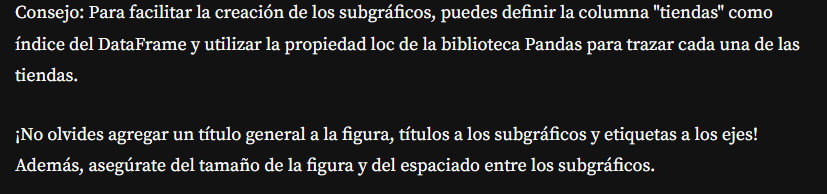 Consejo: Para facilitar la creación de los subgráficos, puedes definir la columna "tiendas" como
índice del DataFrame y utilizar la propiedad loc de la biblioteca Pandas para trazar cada una de las
tiendas.
¡No olvides agregar un título general a la figura, títulos a los subgráficos y etiquetas a los ejes!
Además, asegúrate del tamaño de la figura y del espaciado entre los subgráficos.